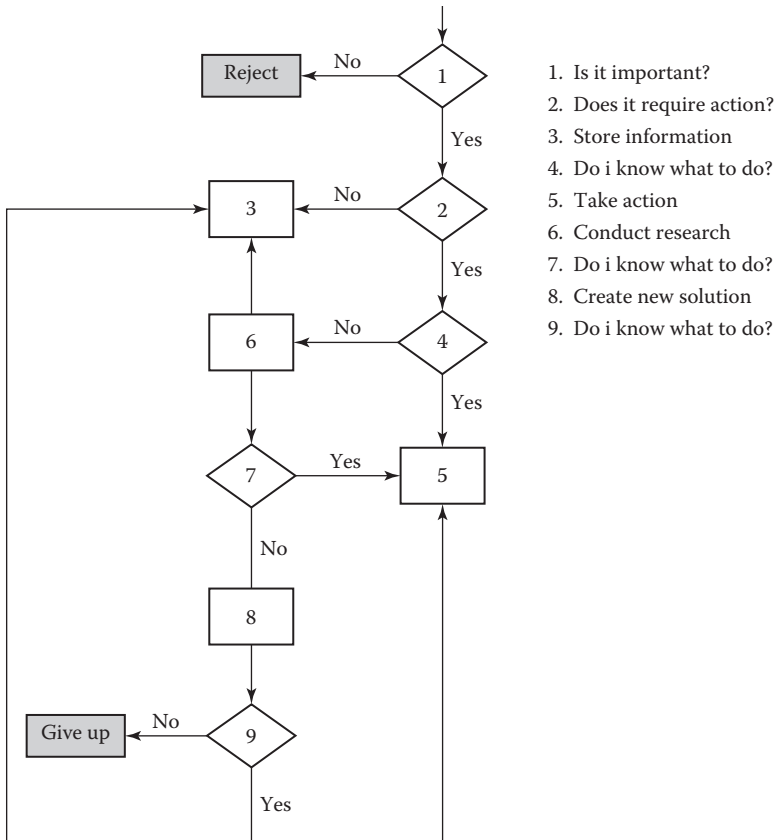 No
Reject
1
Yes
No
3
2
Yes
No
6
4
Yes
Yes
7
5
No
8
No
Give up
9
Yes
1. Is it important?
2. Does it require action?
3. Store information
4. Do i know what to do?
5. Take action
6. Conduct research
7. Do i know what to do?
8. Create new solution
9. Do i know what to do?